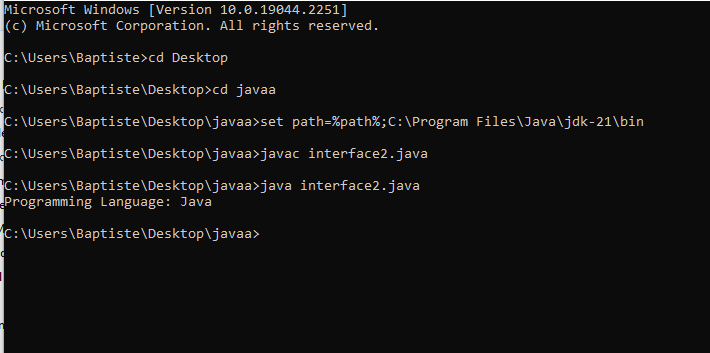 Microsoft Windows [Version 10.0.19044.2251]
(c) Microsoft Corporation. All rights reserved.
C:\Users\Baptiste>cd Desktop
C:\Users\Baptiste\Desktop>cd javaa
C:\Users\Baptiste\Desktop\javaa>set path=%path%;C:\Program Files\Java\jdk-21\bin
C:\Users\Baptiste\Desktop\javaa>javac interface2.java
C:\Users\Baptiste\Desktop\javaa>java interface2.java
Programming Language: Java
C:\Users\Baptiste\Desktop\javaa>